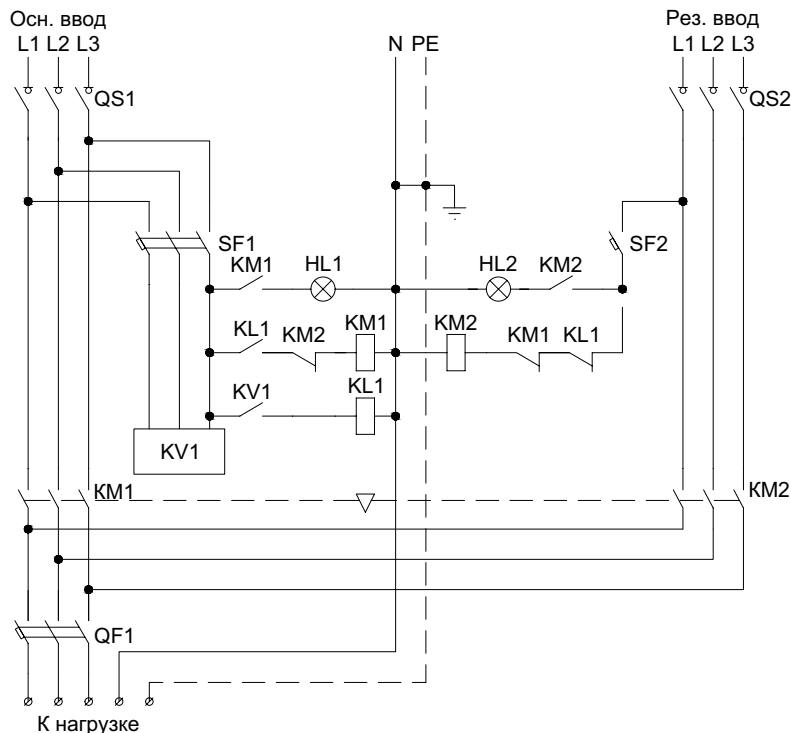 Осн. ввод
Рез. ввод
L1 L2 L3
N PE
L1 L2 L3
QS1
QS2
SF1
SF2
KM1
HL1
HL2
KM2
KL1
KM2
KM1
KM2
KM1
KL1
KV1
KL1
KV1
KM1
KM2
QF1
К нагрузке